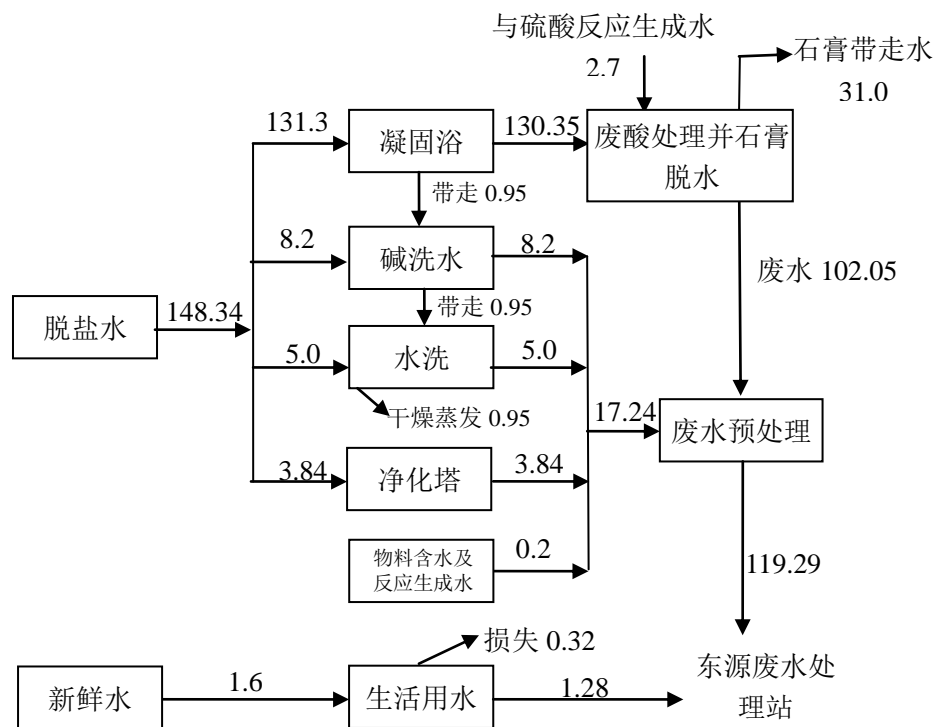 与硫酸反应生成水
2.7
石膏带走水
31.0
131.3
凝固浴
130.35
废酸处理并石膏
脱水
带走 0.95
8.2
碱洗水
8.2
废水 102.05
脱盐水
148.34
带走 0.95
5.0
水洗
5.0
干燥蒸发 0.95
17.24
废水预处理
3.84
净化塔
3.84
物料含水及
反应生成水
0.2
119.29
新鲜水
1.6
生活用水
损失 0.32
1.28
东源废水处
理站